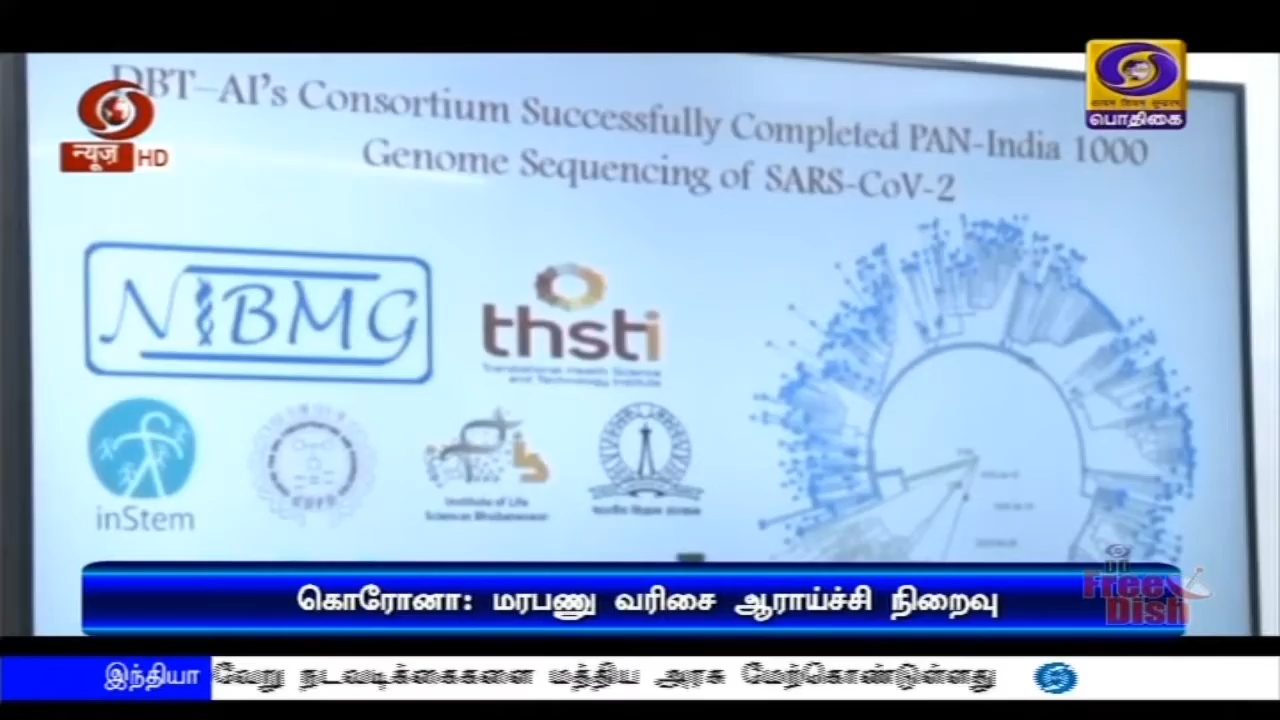 DBT–AI's Consortium Successfully Completed PAN-India 1000
Genome Sequencing of SARS-CoV-2
न्यूज़ HD
பொதிகை
NIBMG
thsti
Translational Health Science
and Technology Institute
inStem
Institute of Life
Sciences Bhubaneswar
கொரோனா: மரபணு வரிசை ஆராய்ச்சி நிறைவு
DD
Free
Dish
இந்தியா வேறு நடவடிக்கைகளை மத்திய அரசு மேற்கொண்டுள்ளது